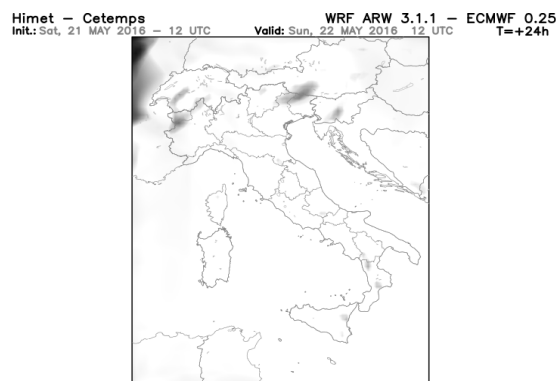 Himet – Cetemps WRF ARW 3.1.1 – ECMWF 0.25
Init.: Sat, 21 MAY 2016 – 12 UTC Valid: Sun, 22 MAY 2016 12 UTC T=+24h